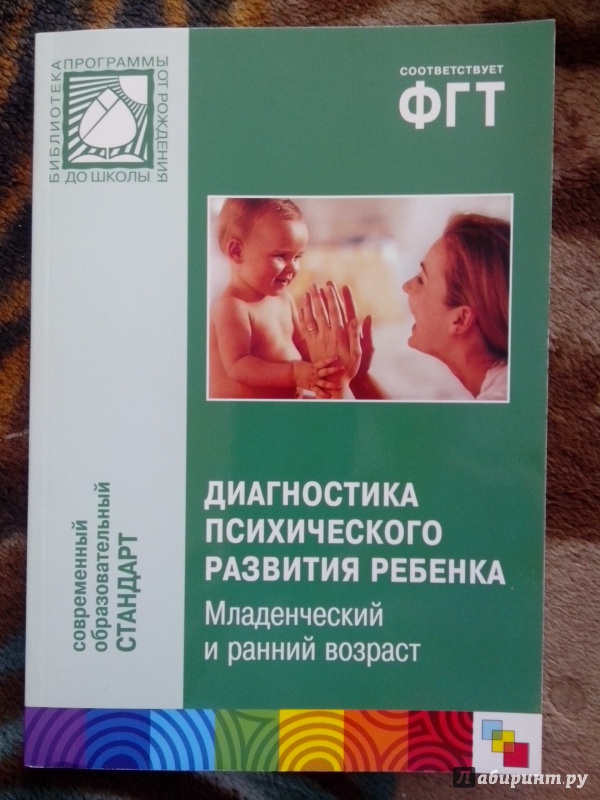 БИБЛИОТЕКА
ПРОГРАММЫ
ОТ РОЖДЕНИЯ
ДО ШКОЛЫ
СООТВЕТСТВУЕТ
ФГТ
современный
образовательный
СТАНДАРТ
ДИАГНОСТИКА
ПСИХИЧЕСКОГО
РАЗВИТИЯ РЕБЕНКА
Младенческий
и ранний возраст
Лабиринт.ру